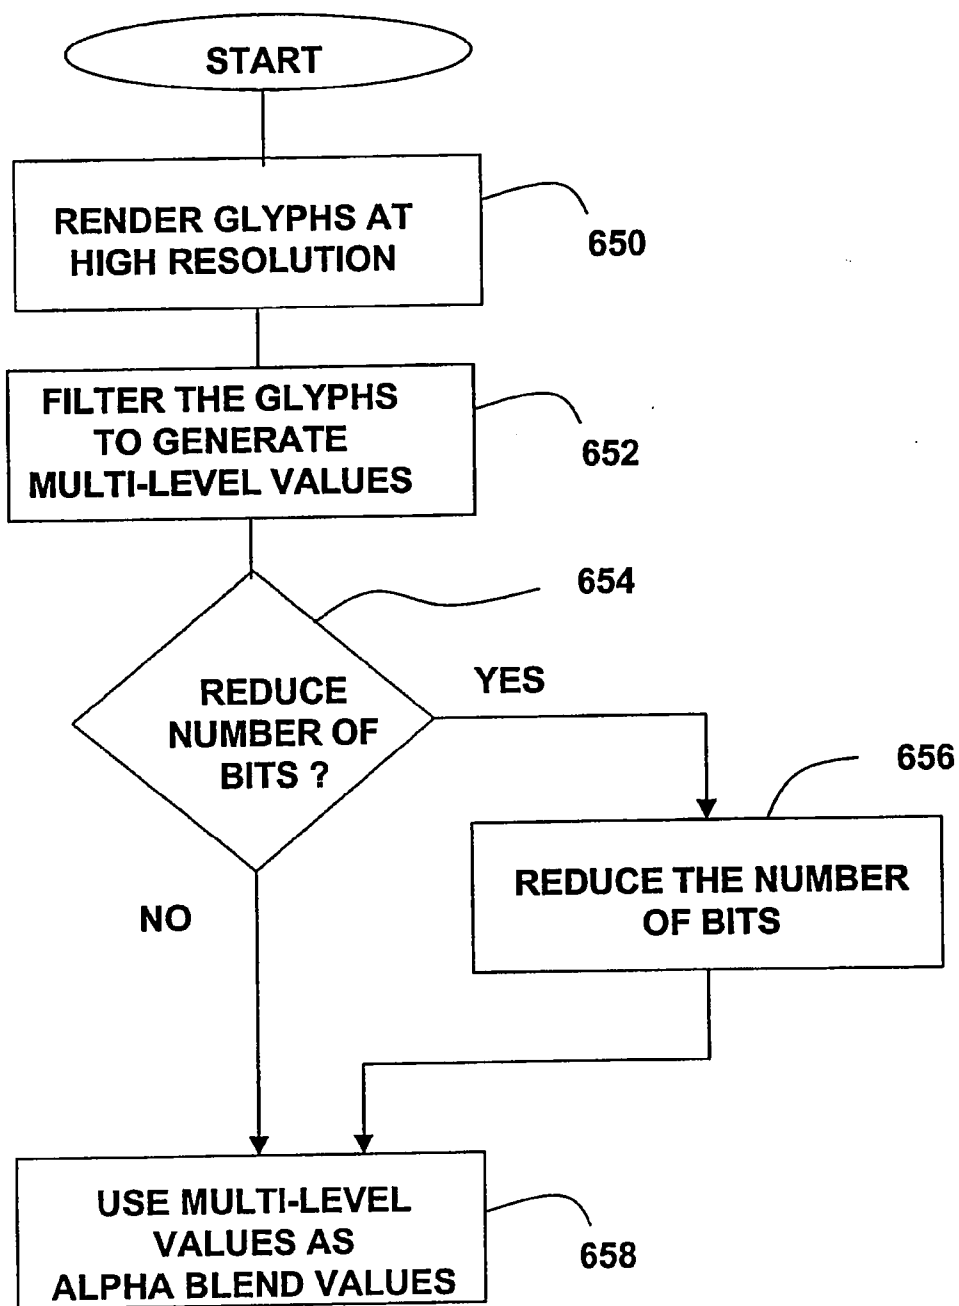 START
RENDER GLYPHS AT
HIGH RESOLUTION
650
FILTER THE GLYPHS
TO GENERATE
MULTI-LEVEL VALUES
652
654
REDUCE
NUMBER OF
BITS ?
YES
656
REDUCE THE NUMBER
OF BITS
NO
USE MULTI-LEVEL
VALUES AS
ALPHA BLEND VALUES
658